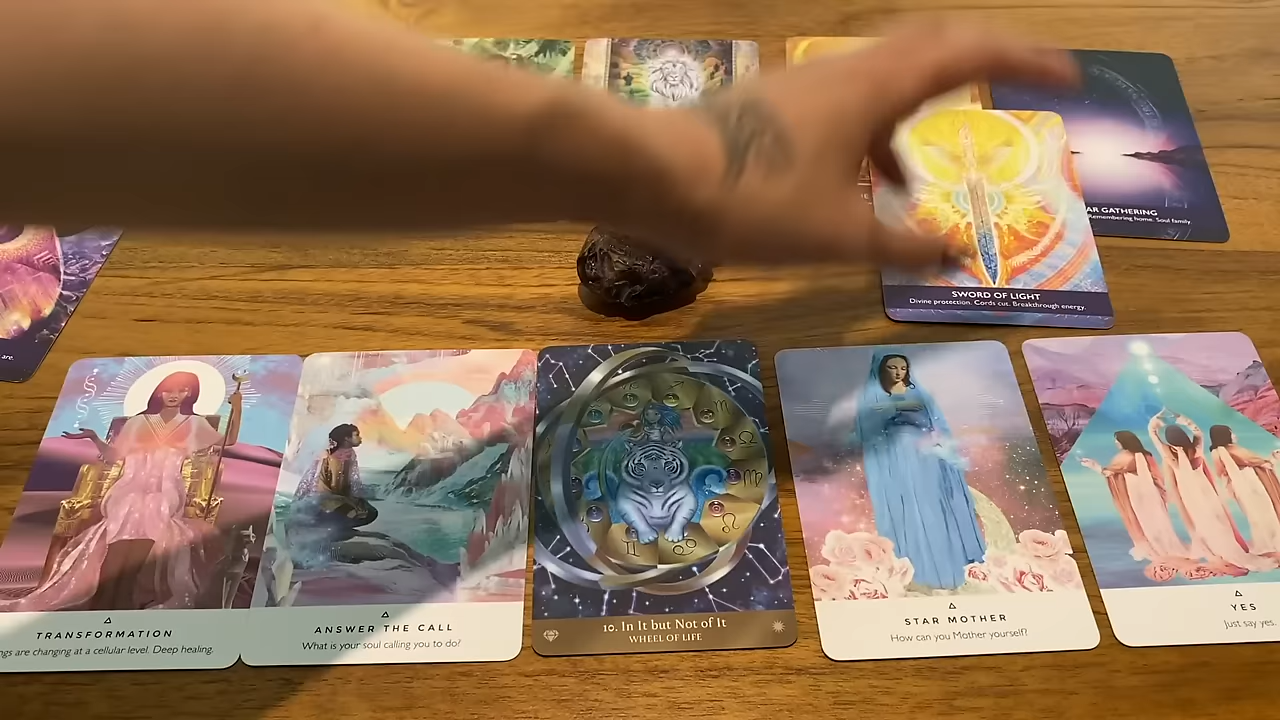 AR GATHERING
Remembering home. Soul family.
SWORD OF LIGHT
Divine protection. Cords cut. Breakthrough energy.
are.
TRANSFORMATION
ngs are changing at a cellular level. Deep healing.
ANSWER THE CALL
What is your soul calling you to do?
10. In It but Not of It
WHEEL OF LIFE
STAR MOTHER
How can you Mother yourself?
YES
Just say yes.